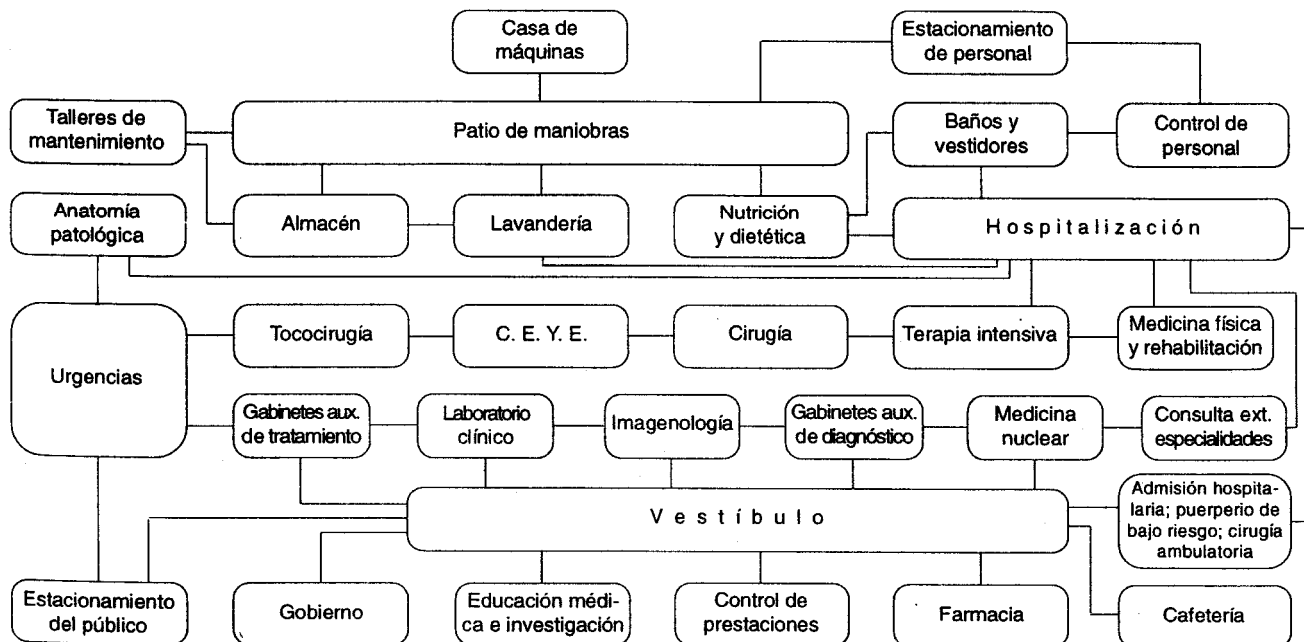 Casa de
máquinas
Estacionamiento
de personal
Talleres de
mantenimiento
Patio de maniobras
Baños y
vestidores
Control de
personal
Anatomía
patológica
Almacén
Lavandería
Nutrición
y dietética
Hospitalización
Urgencias
Tococirugía
C. E. Y. E.
Cirugía
Terapia intensiva
Medicina física
y rehabilitación
Gabinetes aux.
de tratamiento
Laboratorio
clínico
Imagenología
Gabinetes aux.
de diagnóstico
Medicina
nuclear
Consulta ext.
especialidades
Vestíbulo
Admisión hospita-
laria; puerperio de
bajo riesgo; cirugía
ambulatoria
Estacionamiento
del público
Gobierno
Educación médi-
ca e investigación
Control de
prestaciones
Farmacia
Cafetería